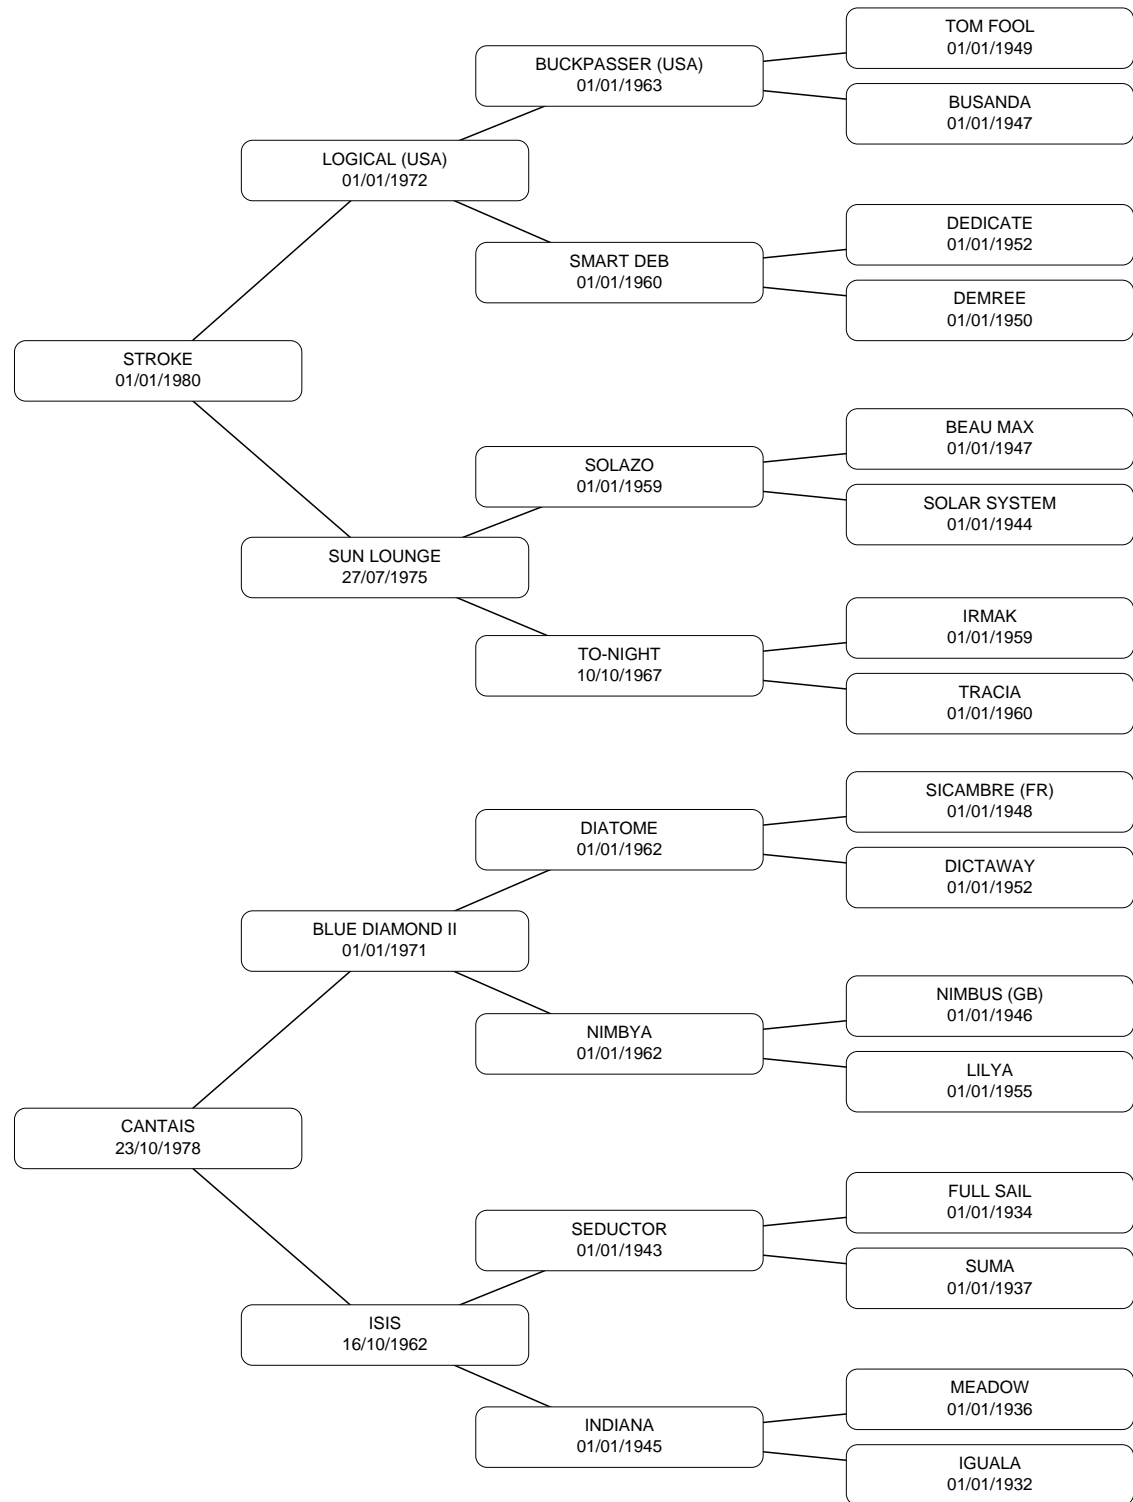 TOM FOOL
01/01/1949
BUCKPASSER (USA)
01/01/1963
BUSANDA
01/01/1947
LOGICAL (USA)
01/01/1972
DEDICATE
01/01/1952
SMART DEB
01/01/1960
DEMREE
01/01/1950
STROKE
01/01/1980
BEAU MAX
01/01/1947
SOLAZO
01/01/1959
SOLAR SYSTEM
01/01/1944
SUN LOUNGE
27/07/1975
IRMAK
01/01/1959
TO-NIGHT
10/10/1967
TRACIA
01/01/1960
SICAMBRE (FR)
01/01/1948
DIATOME
01/01/1962
DICTAWAY
01/01/1952
BLUE DIAMOND II
01/01/1971
NIMBUS (GB)
01/01/1946
NIMBYA
01/01/1962
LILYA
01/01/1955
CANTAIS
23/10/1978
FULL SAIL
01/01/1934
SEDUCTOR
01/01/1943
SUMA
01/01/1937
ISIS
16/10/1962
MEADOW
01/01/1936
INDIANA
01/01/1945
IGUALA
01/01/1932